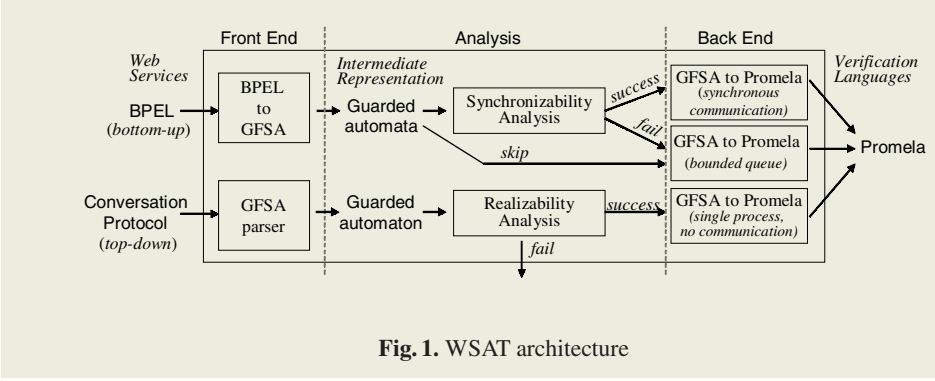 Front End
Analysis
Back End
Web
Services
Intermediate
Representation
Verification
Languages
BPEL
(bottom-up)
BPEL
to
GFSA
Guarded
automata
Synchronizability
Analysis
success
fail
skip
GFSA to Promela
(synchronous
communication)
GFSA to Promela
(bounded queue)
Promela
Conversation
Protocol
(top-down)
GFSA
parser
Guarded
automaton
Realizability
Analysis
success
fail
GFSA to Promela
(single process,
no communication)
Fig. 1. WSAT architecture